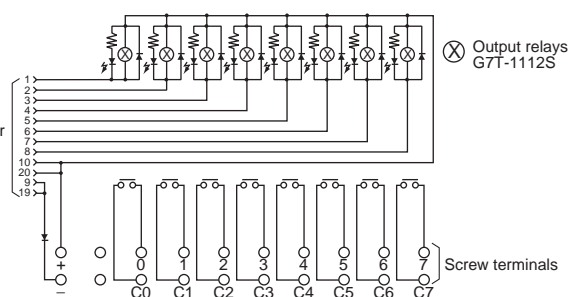 Output relays
G7T-1112S
1
2
3
4
5
6
7
8
10
20
9
19
r
+
0 1 2 3 4 5 6 7
Screw terminals
−
C0 C1 C2 C3 C4 C5 C6 C7